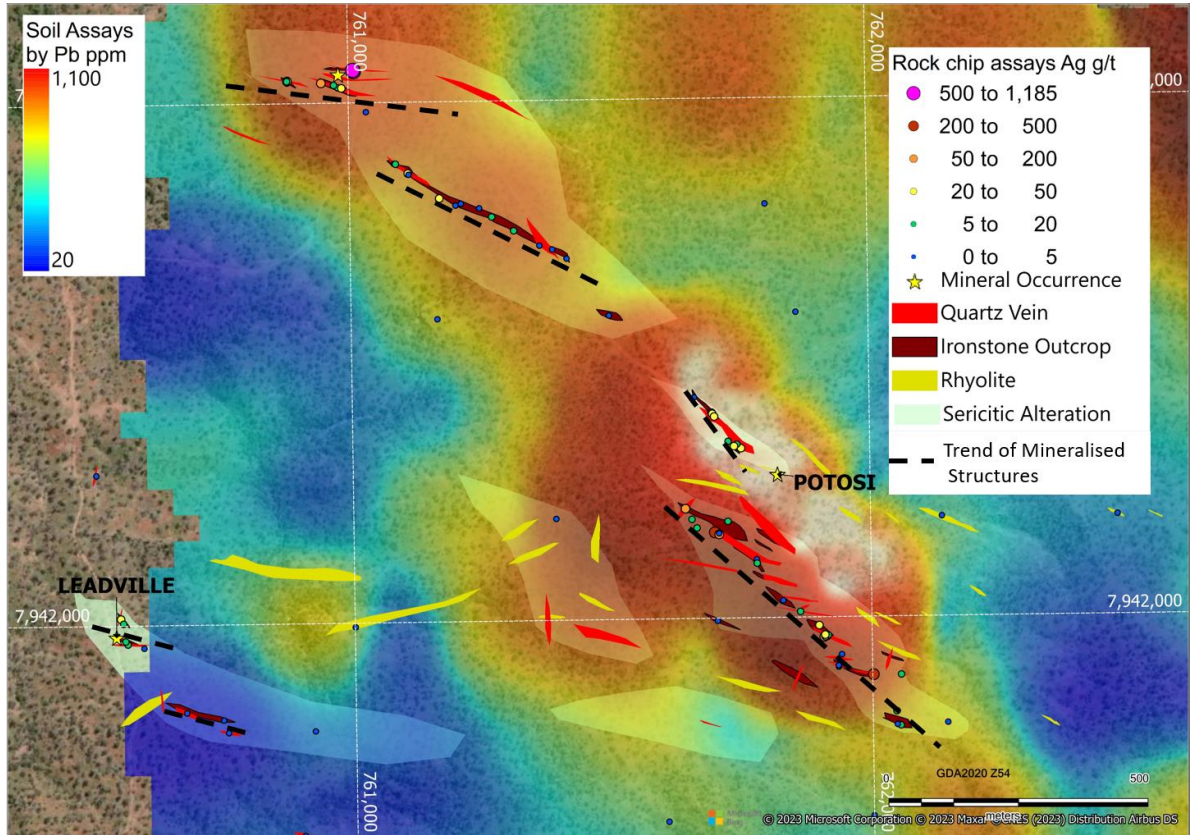 Soil Assays
by Pb ppm
1,100
20
761,000
762,000
Rock chip assays Ag g/t
500 to 1,185
200 to 500
50 to 200
20 to 50
5 to 20
0 to 5
Mineral Occurrence
Quartz Vein
Ironstone Outcrop
Rhyolite
Sericitic Alteration
Trend of Mineralised
Structures
POTOSI
LEADVILLE
7,942,000
7,942,000
761,000
762,000
GDA2020 Z54
0 500
meters
© 2023 Microsoft Corporation © 2023 Maxar ©CNES (2023) Distribution Airbus DS